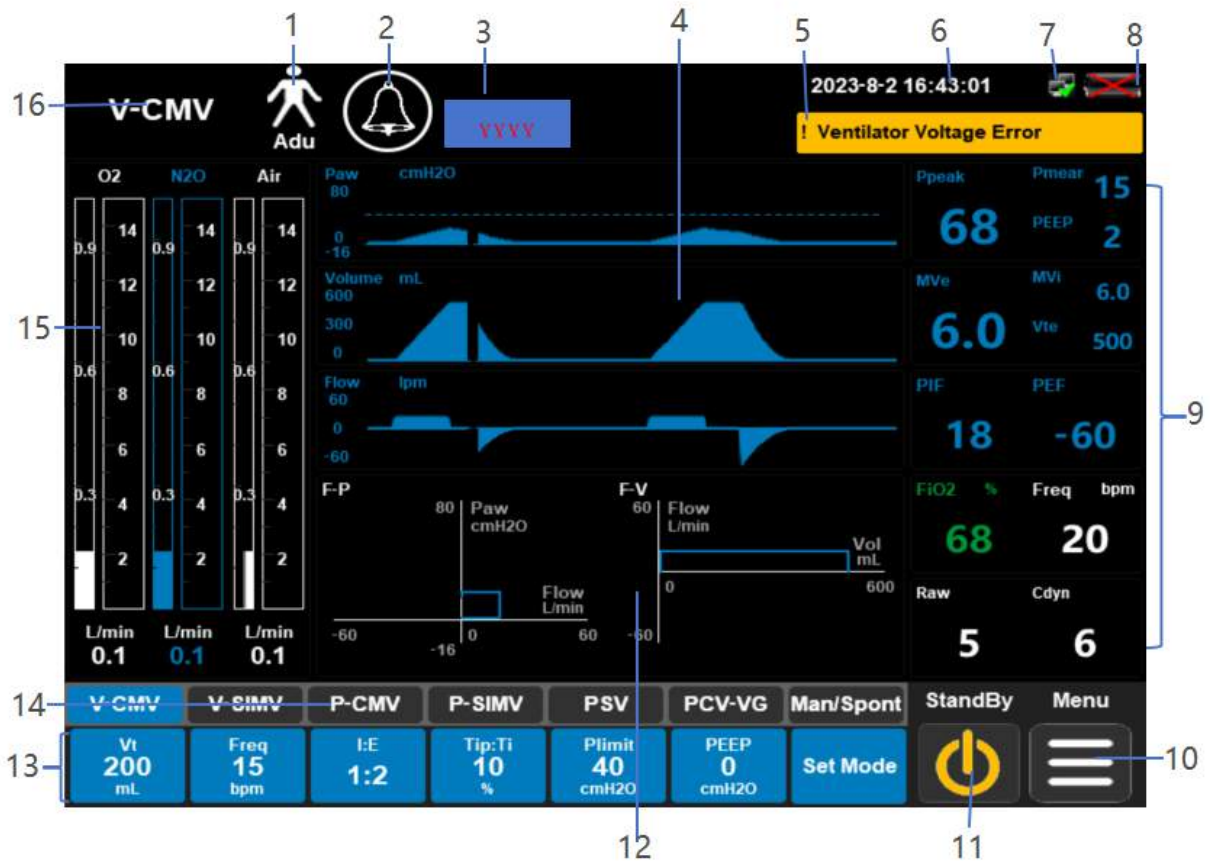 1 2 3 4 5 6 7 8
2023-8-2 16:43:01
16 V-CMV
Adu
YYYY
! Ventilator Voltage Error
O2 N2O Air
14 14 14
0.9 0.9 0.9
12 12 12
15 10 10 10
0.6 0.6 0.6
8 8 8
6 6 6
0.3 0.3 0.3
4 4 4
2 2 2
L/min L/min L/min
0.1 0.1 0.1
Paw cmH2O
80
0
-16
Volume mL
600
300
0
Flow lpm
60
0
-60
F-P
80 Paw
cmH2O
Flow
L/min
-60 0 60
-16
F-V
60 Flow
L/min
Vol
mL
0 600
-60
Ppeak Pmear
68 15
PEEP
2
MVe MVi
6.0 6.0
Vte
500
PIF PEF
18 -60
9
FiO2 % Freq bpm
68 20
Raw Cdyn
5 6
14 V-CMV V-SIMV P-CMV P-SIMV PSV PCV-VG Man/Spont StandBy Menu
Vt Freq I:E Tip:Ti Plimit PEEP
13 200 15 1:2 10 40 0 Set Mode 10
mL bpm % cmH2O cmH2O
12 11